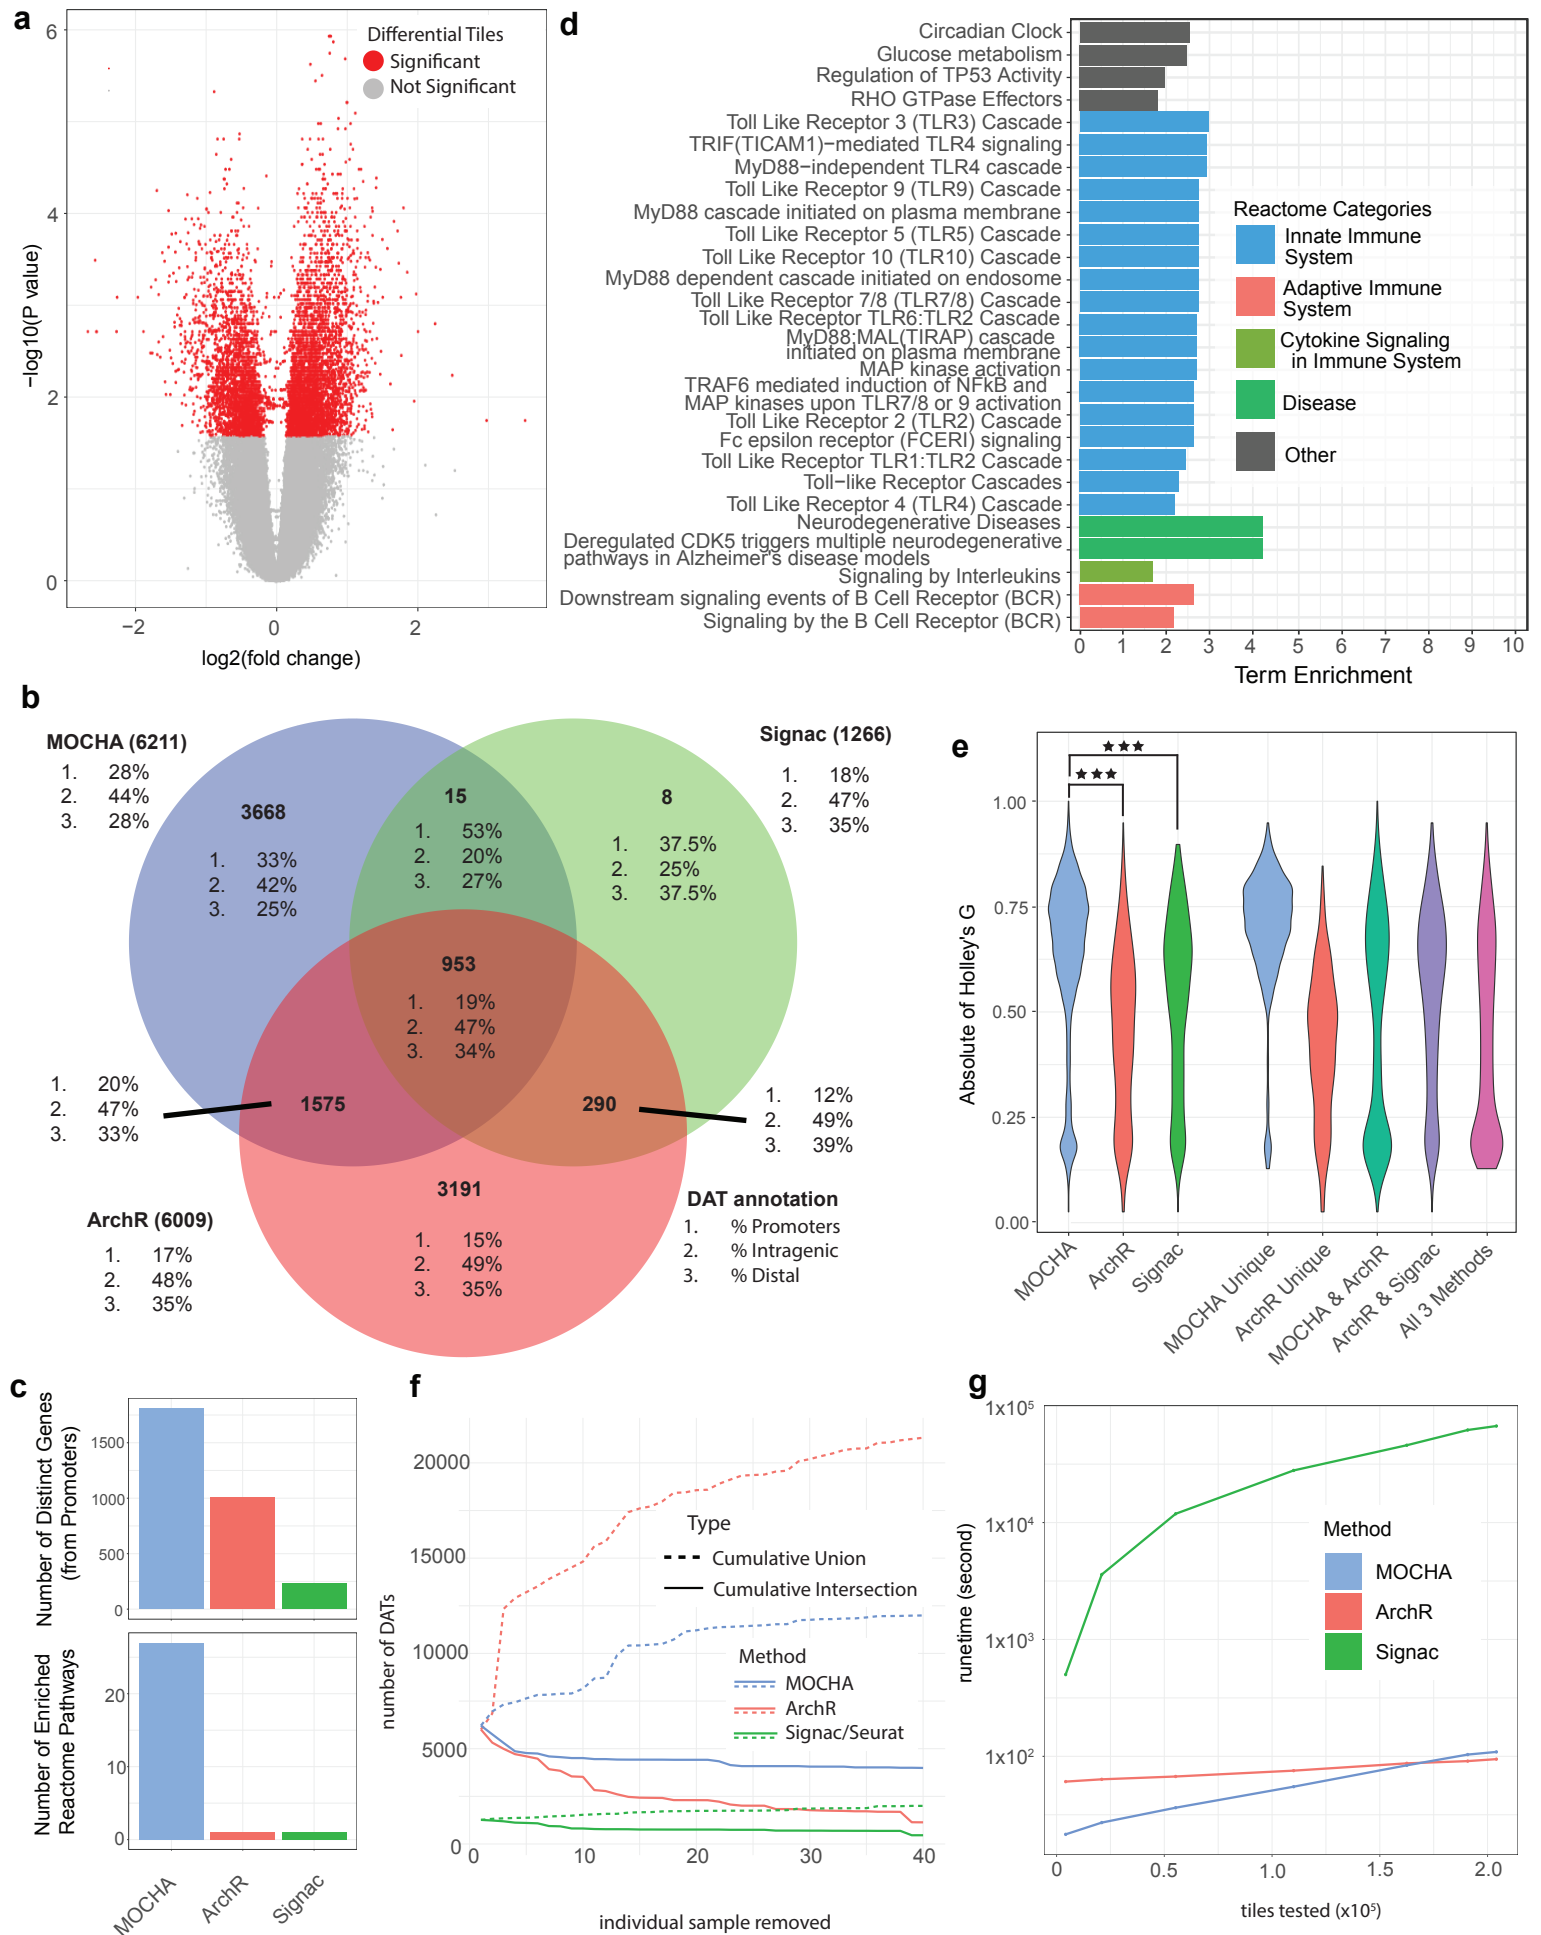 a
Differential Tiles
Significant
Not Significant
−log10(P value)
6
4
2
0
−2
0
2
log2(fold change)
d
Circadian Clock
Glucose metabolism
Regulation of TP53 Activity
RHO GTPase Effectors
Toll Like Receptor 3 (TLR3) Cascade
TRIF(TICAM1)−mediated TLR4 signaling
MyD88−independent TLR4 cascade
Toll Like Receptor 9 (TLR9) Cascade
MyD88 cascade initiated on plasma membrane
Toll Like Receptor 5 (TLR5) Cascade
Toll Like Receptor 10 (TLR10) Cascade
MyD88 dependent cascade initiated on endosome
Toll Like Receptor 7/8 (TLR7/8) Cascade
Toll Like Receptor TLR6:TLR2 Cascade
MyD88:MAL(TIRAP) cascade
initiated on plasma membrane
MAP kinase activation
TRAF6 mediated induction of NFkB and
MAP kinases upon TLR7/8 or 9 activation
Toll Like Receptor 2 (TLR2) Cascade
Fc epsilon receptor (FCERI) signaling
Toll Like Receptor TLR1:TLR2 Cascade
Toll−like Receptor Cascades
Toll Like Receptor 4 (TLR4) Cascade
Neurodegenerative Diseases
Deregulated CDK5 triggers multiple neurodegenerative
pathways in Alzheimer's disease models
Signaling by Interleukins
Downstream signaling events of B Cell Receptor (BCR)
Signaling by the B Cell Receptor (BCR)
Reactome Categories
Innate Immune
System
Adaptive Immune
System
Cytokine Signaling
in Immune System
Disease
Other
0 1 2 3 4 5 6 7 8 9 10
Term Enrichment
b
MOCHA (6211)
1. 28%
2. 44%
3. 28%
Signac (1266)
1. 18%
2. 47%
3. 35%
3668
1. 33%
2. 42%
3. 25%
15
1. 53%
2. 20%
3. 27%
8
1. 37.5%
2. 25%
3. 37.5%
953
1. 19%
2. 47%
3. 34%
1. 20%
2. 47%
3. 33%
1575
290
1. 12%
2. 49%
3. 39%
ArchR (6009)
1. 17%
2. 48%
3. 35%
3191
1. 15%
2. 49%
3. 35%
DAT annotation
1. % Promoters
2. % Intragenic
3. % Distal
e
★★★
★★★
Absolute of Holley's G
1.00
0.75
0.50
0.25
0.00
MOCHA
ArchR
Signac
MOCHA Unique
ArchR Unique
MOCHA & ArchR
ArchR & Signac
All 3 Methods
c
Number of Distinct Genes
(from Promoters)
1500
1000
500
0
Number of Enriched
Reactome Pathways
20
10
0
MOCHA
ArchR
Signac
f
number of DATs
20000
15000
10000
5000
0
Type
Cumulative Union
Cumulative Intersection
Method
MOCHA
ArchR
Signac/Seurat
0 10 20 30 40
individual sample removed
g
runetime (second)
1x10⁵
1x10⁴
1x10³
1x10²
Method
MOCHA
ArchR
Signac
0 0.5 1.0 1.5 2.0
tiles tested (x10⁵)